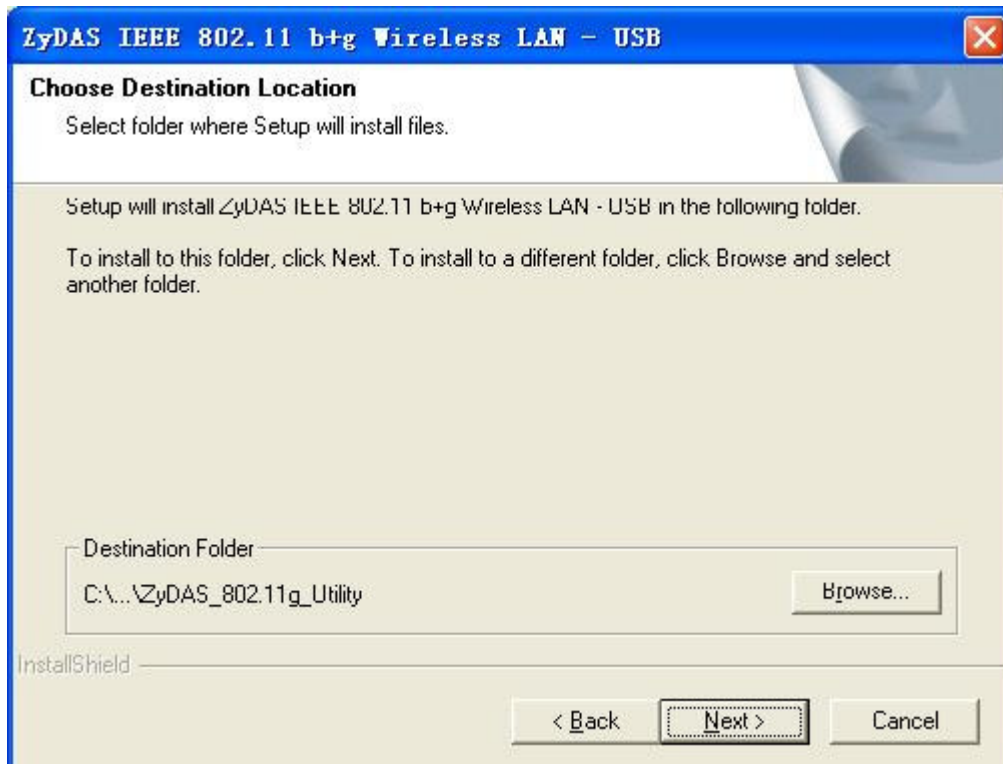 ZyDAS IEEE 802.11 b+g Wireless LAN - USB
Choose Destination Location
Select folder where Setup will install files.
Setup will install ZyDAS IEEE 802.11 b+g Wireless LAN - USB in the following folder.
To install to this folder, click Next. To install to a different folder, click Browse and select
another folder.
Destination Folder
C:\...\ZyDAS_802.11g_Utility
Browse...
InstallShield
< Back
Next >
Cancel